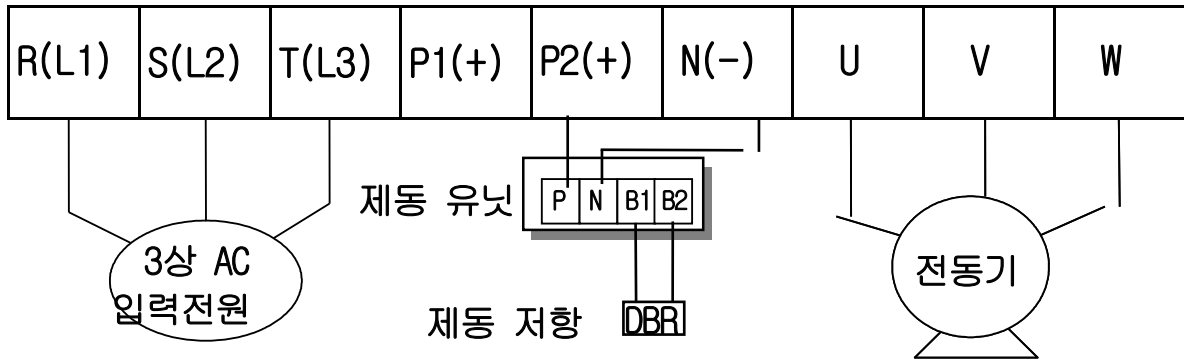 R(L1) S(L2) T(L3) P1(+) P2(+) N(-) U V W
제동 유닛 P N B1 B2
3상 AC
입력전원
전동기
제동 저항 DBR